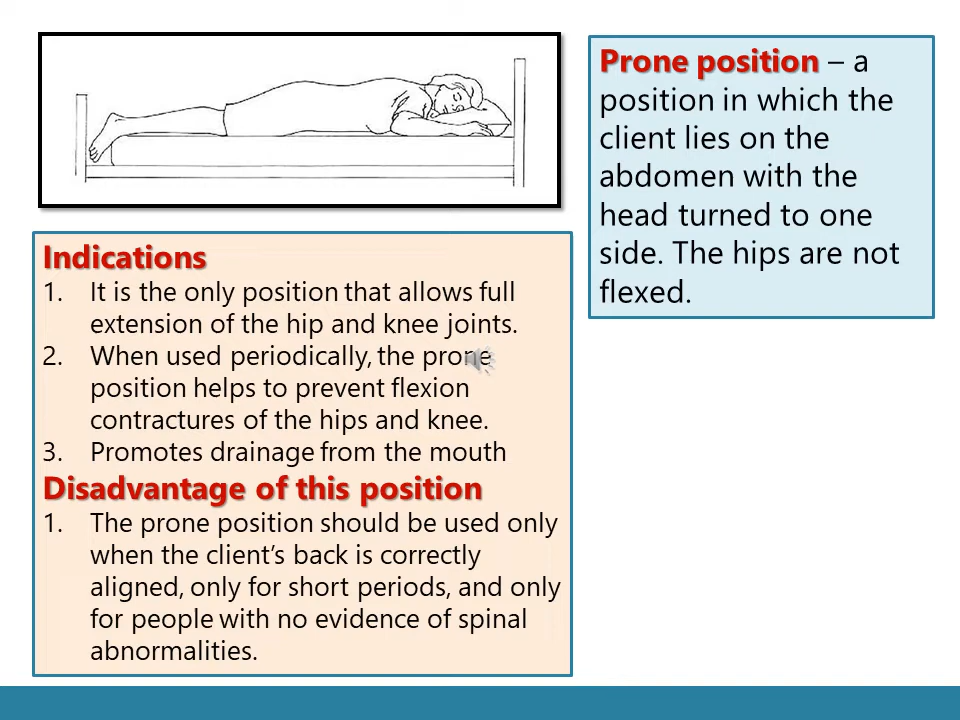 Prone position – a
position in which the
client lies on the
abdomen with the
head turned to one
side. The hips are not
flexed.
Indications
1. It is the only position that allows full
extension of the hip and knee joints.
2. When used periodically, the prone
position helps to prevent flexion
contractures of the hips and knee.
3. Promotes drainage from the mouth
Disadvantage of this position
1. The prone position should be used only
when the client’s back is correctly
aligned, only for short periods, and only
for people with no evidence of spinal
abnormalities.